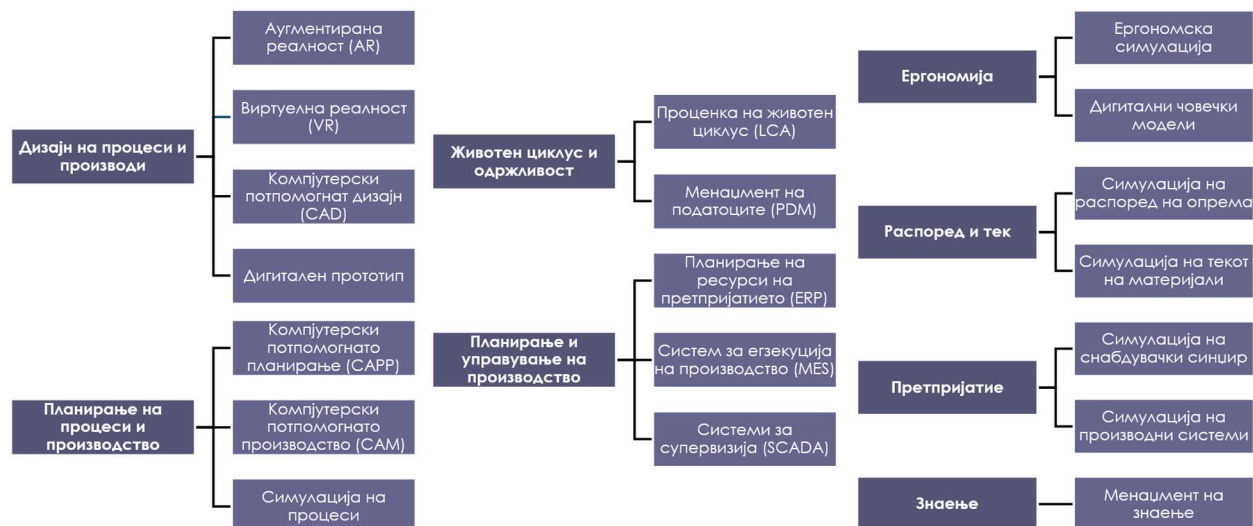 Дизајн на процеси и
производи
Аугментирана
реалност (AR)
Виртуелна реалност
(VR)
Компјутерски
потпомогнат дизајн
(CAD)
Дигитален прототип
Планирање на
процеси и
производство
Компјутерски
потпомогнато
планирање (CAPP)
Компјутерски
потпомогнато
производство (CAM)
Симулација на
процеси
Животен циклус и
одржливост
Проценка на животен
циклус (LCA)
Менаџмент на
податоците (PDM)
Планирање и
управување на
производство
Планирање на
ресурси на
претпријатието (ERP)
Систем за егзекуција
на производство (MES)
Системи за
супервизија (SCADA)
Ергономија
Ергономска
симулација
Дигитални човечки
модели
Распоред и тек
Симулација на
распоред на опрема
Симулација на текот
на материјали
Претпријатие
Симулација на
снабдувачки синџир
Симулација на
производни системи
Знаење
Менаџмент на
знаење